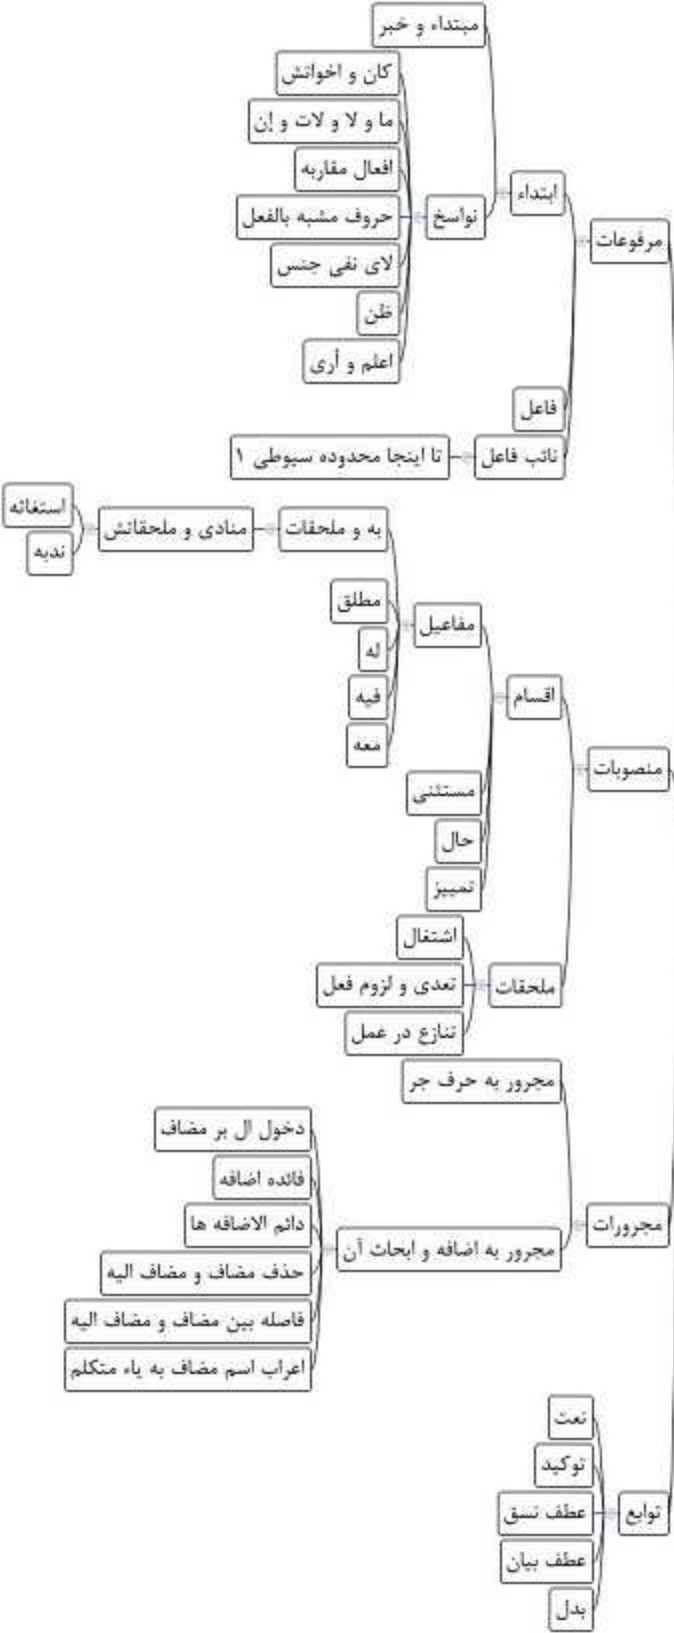 مبتداء و خبر
کان و اخواتش
ما و لا و لات و إن
افعال مقاربه
ابتداء
نواسخ
حروف مشبه بالفعل
مرفوعات
لای نفی جنس
ظن
اعلم و أری
فاعل
نائب فاعل
تا اینجا محدوده سیوطی ۱
به و ملحقات
منادی و ملحقاتش
استغاثه
ندبه
مطلق
مفاعیل
له
فیه
اقسام
معه
منصوبات
مستثنی
حال
تمییز
اشتغال
ملحقات
تعدی و لزوم فعل
تنازع در عمل
مجرور به حرف جر
دخول ال بر مضاف
فائده اضافه
مجرورات
دائم الاضافه ها
مجرور به اضافه و ابحاث آن
حذف مضاف و مضاف الیه
فاصله بین مضاف و مضاف الیه
اعراب اسم مضاف به یاء متکلم
نعت
توکید
توابع
عطف نسق
عطف بیان
بدل